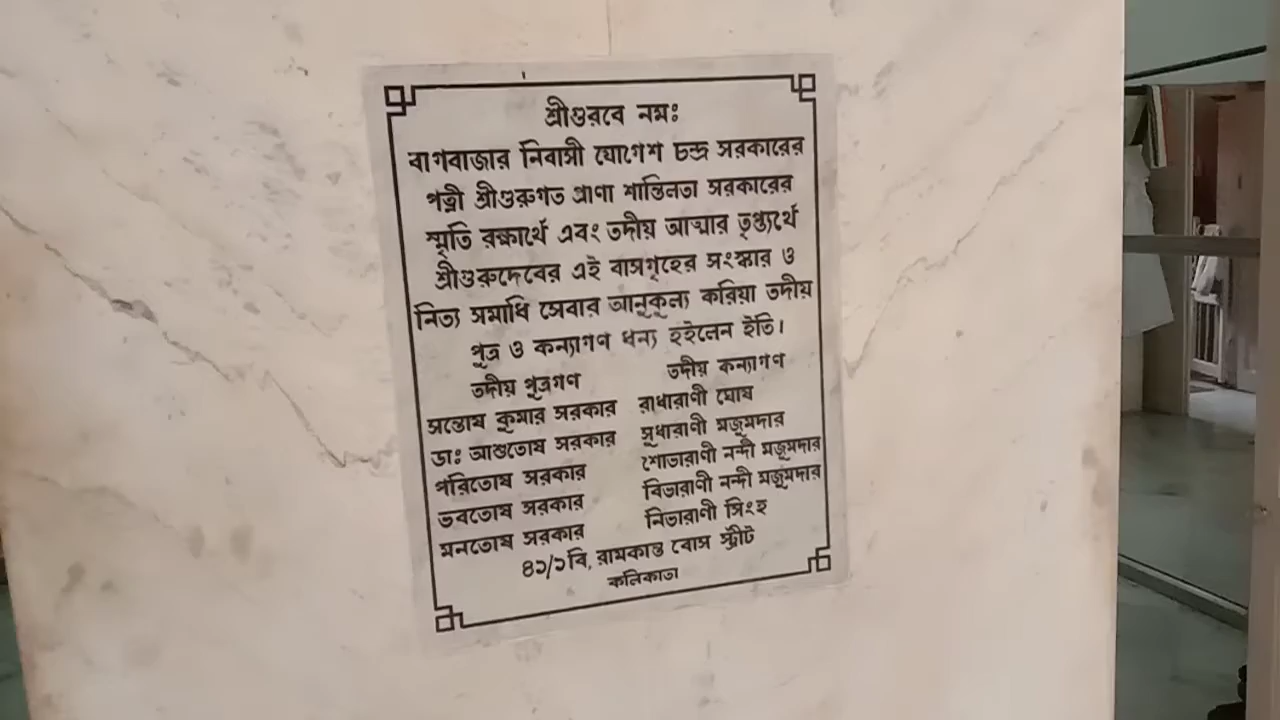 শ্রীগুরবে নমঃ
বাগবাজার নিবাসী যোগেশ চন্দ্র সরকারের
পত্নী শ্রীগুরুগত প্রাণা শান্তিলতা সরকারের
স্মৃতি রক্ষার্থে এবং তদীয় আত্মার তৃপ্ত্যর্থে
শ্রীগুরুদেবের এই বাসগৃহের সংস্কার ও
নিত্য সমাধি সেবার আনুকূল্য করিয়া তদীয়
পুত্র ও কন্যাগণ ধন্য হইলেন ইতি।
তদীয় পুত্রগণ তদীয় কন্যাগণ
সন্তোষ কুমার সরকার রাধারাণী ঘোষ
ডাঃ আশুতোষ সরকার সুধারাণী মজুমদার
পরিতোষ সরকার শোভারাণী নন্দী মজুমদার
ভবতোষ সরকার বিভারাণী নন্দী মজুমদার
মনতোষ সরকার নিভারাণী সিংহ
৪১/১বি, রামকান্ত বোস স্ট্রীট
কলিকাতা